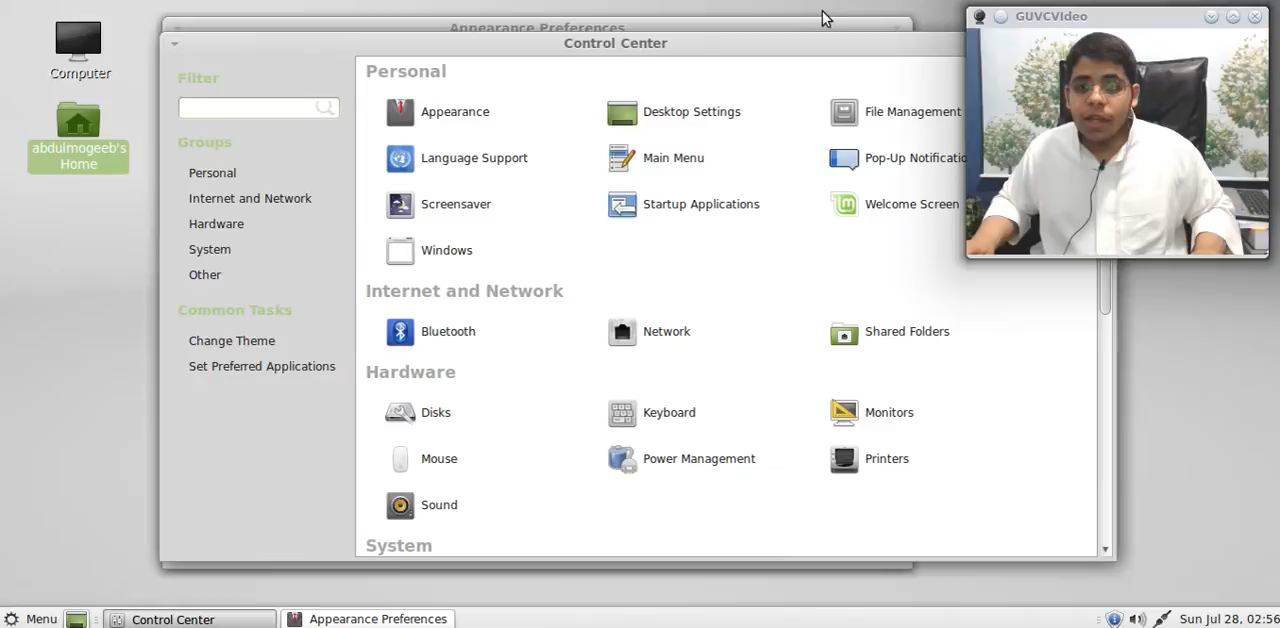 Appearance Preferences
Control Center
GUVCVIdeo
Computer
abdulmogeeb's
Home
Filter
Groups
Personal
Internet and Network
Hardware
System
Other
Common Tasks
Change Theme
Set Preferred Applications
Personal
Appearance
Desktop Settings
File Management
Language Support
Main Menu
Pop-Up Notificatio
Screensaver
Startup Applications
Welcome Screen
Windows
Internet and Network
Bluetooth
Network
Shared Folders
Hardware
Disks
Keyboard
Monitors
Mouse
Power Management
Printers
Sound
System
Menu
Control Center
Appearance Preferences
Sun Jul 28, 02:56